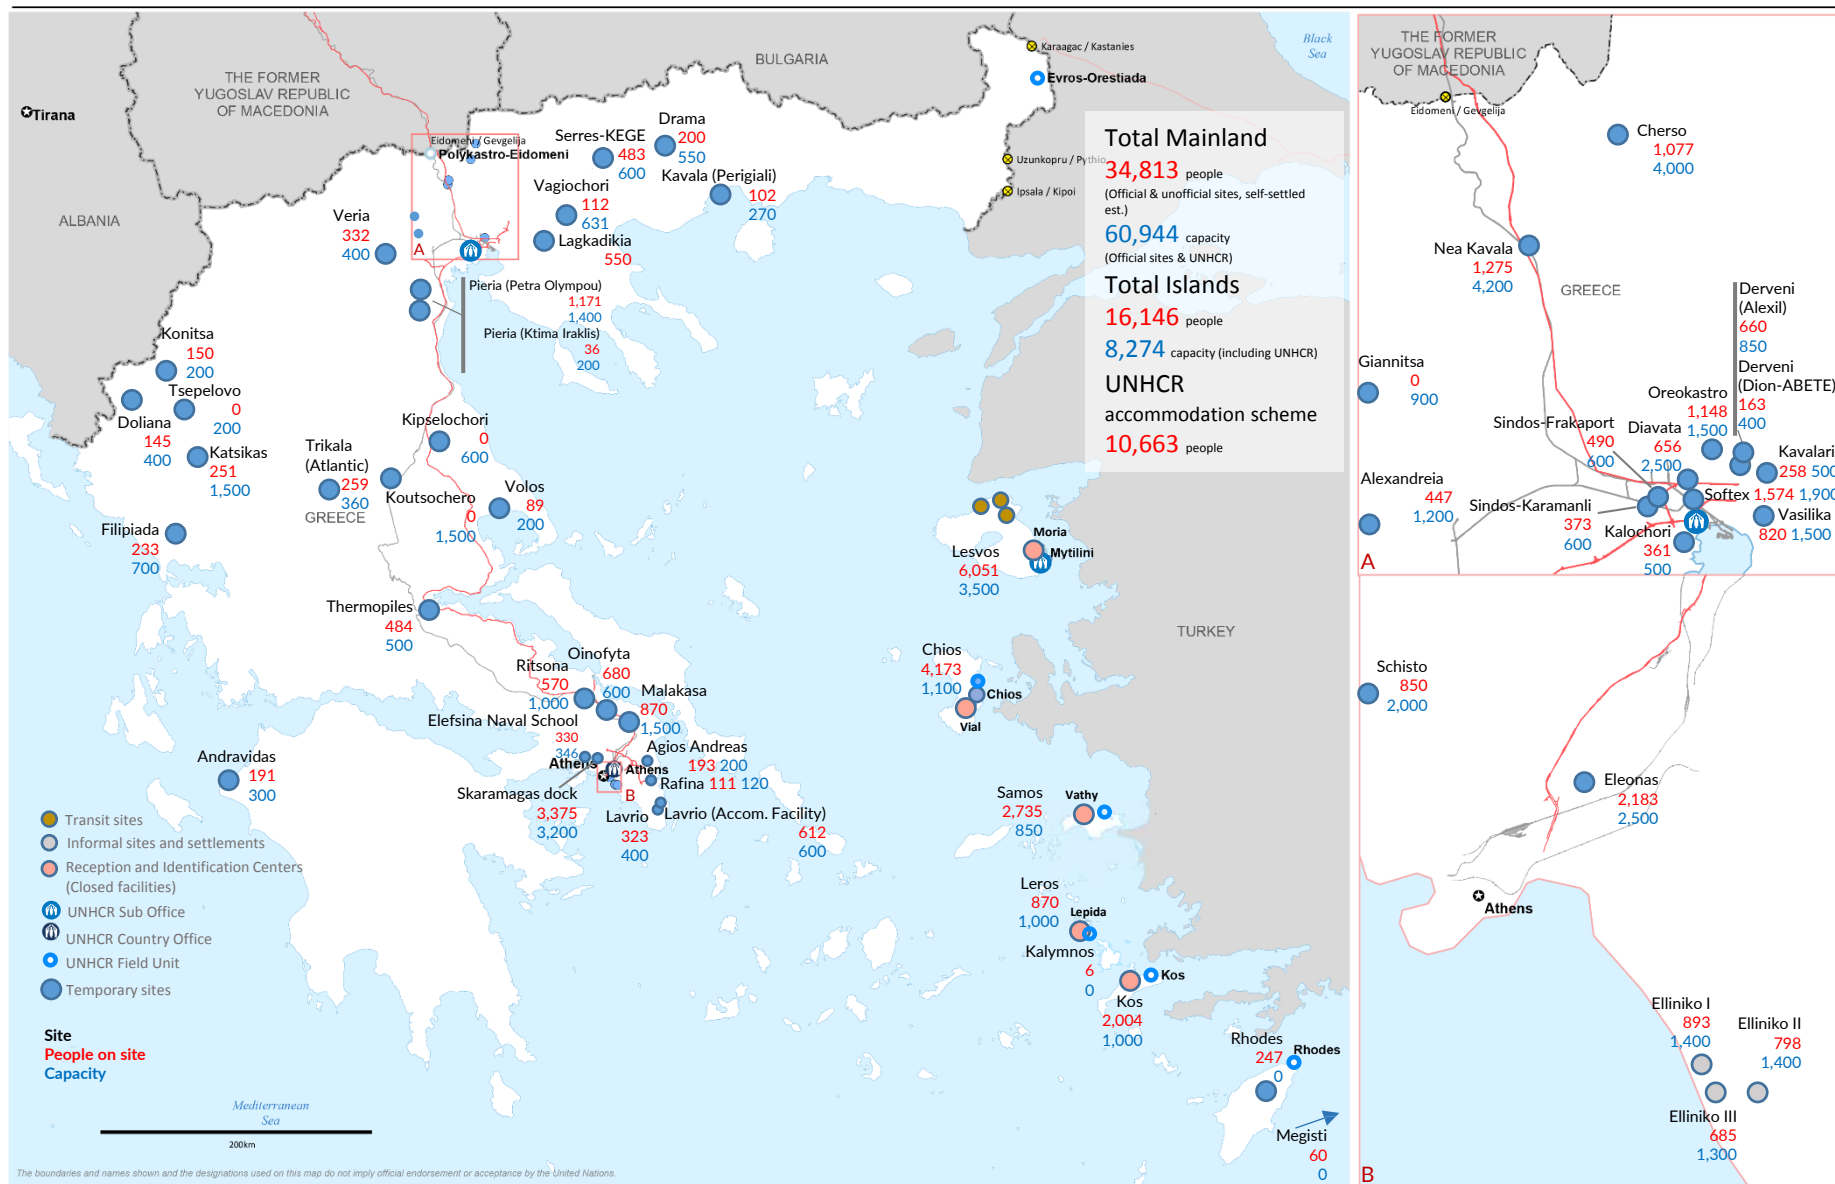 THE FORMER
YUGOSLAV REPUBLIC
OF MACEDONIA
BULGARIA
Black
Sea
Karaagac / Kastanies
Evros-Orestiada
Tirana
ALBANIA
Eidomeni / Gevgelija
Polykastro-Eidomeni
Serres-KEGE
483
600
Drama
200
550
Kavala (Perigiali)
102
270
Vagiochori
112
631
Lagkadikia
550
Veria
332
400
A
Uzunkopru / Pythio
Ipsala / Kipoi
Total Mainland
34,813 people
(Official & unofficial sites, self-settled
est.)
60,944 capacity
(Official sites & UNHCR)
Total Islands
16,146 people
8,274 capacity (including UNHCR)
UNHCR
accommodation scheme
10,663 people
Pieria (Petra Olympou)
1,171
1,400
Pieria (Ktima Iraklis)
36
200
Konitsa
150
200
Tsepelovo
0
200
Doliana
145
400
Katsikas
251
1,500
Kipselochori
0
600
Trikala
(Atlantic)
259
360
GREECE
Koutsochero
0
1,500
Volos
89
200
Filipiada
233
700
Thermopiles
484
500
Moria
Mytilini
Lesvos
6,051
3,500
TURKEY
Oinofyta
680
600
Ritsona
570
1,000
Malakasa
870
1,500
Elefsina Naval School
330
346
Athens
Athens
B
Agios Andreas
193 200
Rafina 111 120
Skaramagas dock
3,375
3,200
Lavrio
323
400
Lavrio (Accom. Facility)
612
600
Andravidas
191
300
Chios
4,173
1,100
Chios
Vial
Samos
2,735
850
Vathy
Leros
870
1,000
Lepida
Kalymnos
6
0
Kos
Kos
2,004
1,000
Rhodes
247
0
Rhodes
Megisti
60
0
Transit sites
Informal sites and settlements
Reception and Identification Centers
(Closed facilities)
UNHCR Sub Office
UNHCR Country Office
UNHCR Field Unit
Temporary sites
Site
People on site
Capacity
Mediterranean
Sea
200km
The boundaries and names shown and the designations used on this map do not imply official endorsement or acceptance by the United Nations.
THE FORMER
YUGOSLAV REPUBLIC
OF MACEDONIA
Eidomeni / Gevgelija
Cherso
1,077
4,000
Nea Kavala
1,275
4,200
GREECE
Derveni
(Alexil)
660
850
Derveni
(Dion-ABETE)
163
400
Giannitsa
0
900
Oreokastro
1,148
1,500
Sindos-Frakaport
490
600
Diavata
656
2,500
Kavalari
258 500
Alexandreia
447
1,200
Softex 1,574 1,900
Sindos-Karamanli
373
600
Vasilika
820 1,500
Kalochori
361
500
A
Schisto
850
2,000
Eleonas
2,183
2,500
Athens
Elliniko I
893
1,400
Elliniko II
798
1,400
Elliniko III
685
1,300
B